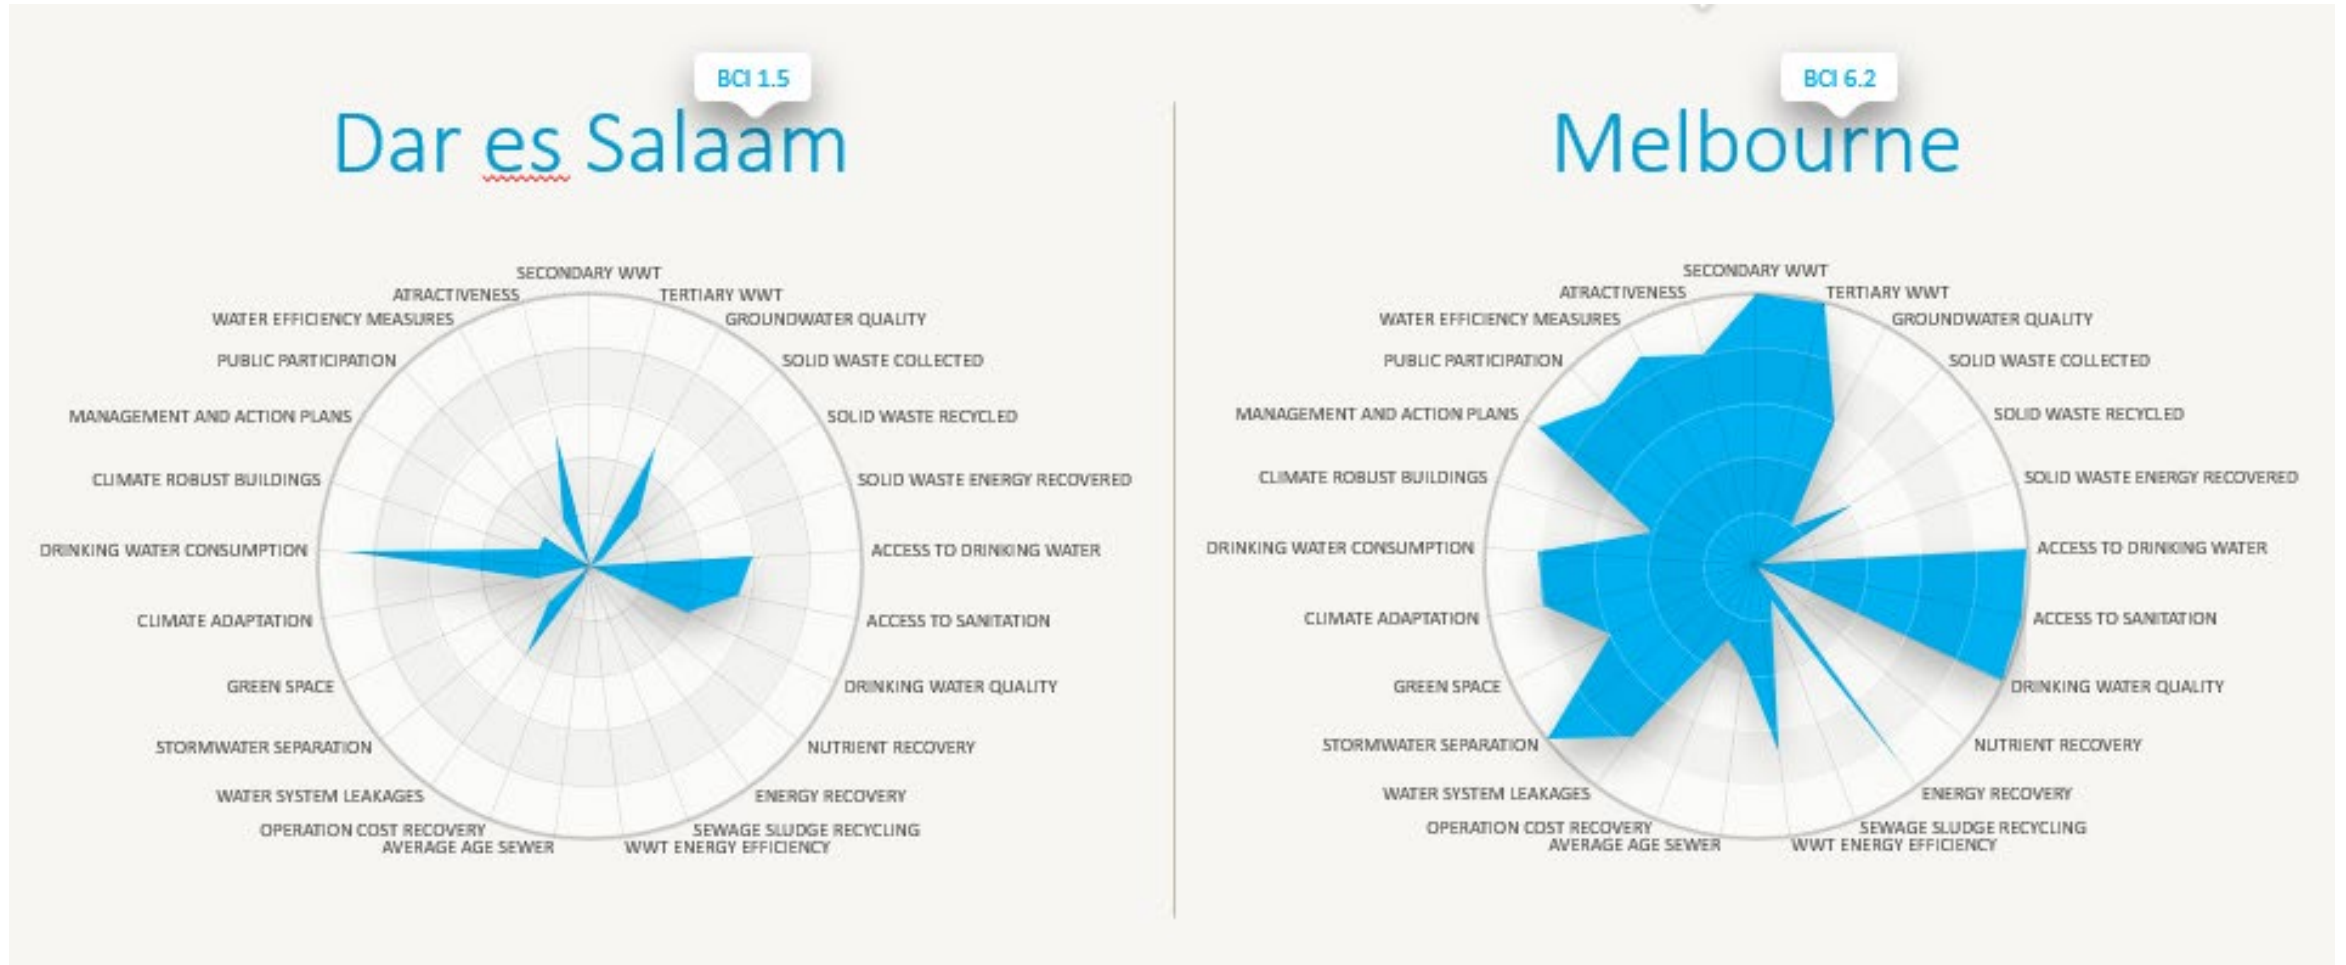 BCI 1.5
Dar es Salaam
SECONDARY WWT
ATRACTIVENESS
TERTIARY WWT
WATER EFFICIENCY MEASURES
GROUNDWATER QUALITY
PUBLIC PARTICIPATION
SOLID WASTE COLLECTED
MANAGEMENT AND ACTION PLANS
SOLID WASTE RECYCLED
CLIMATE ROBUST BUILDINGS
SOLID WASTE ENERGY RECOVERED
DRINKING WATER CONSUMPTION
ACCESS TO DRINKING WATER
CLIMATE ADAPTATION
ACCESS TO SANITATION
GREEN SPACE
DRINKING WATER QUALITY
STORMWATER SEPARATION
NUTRIENT RECOVERY
WATER SYSTEM LEAKAGES
ENERGY RECOVERY
OPERATION COST RECOVERY
SEWAGE SLUDGE RECYCLING
AVERAGE AGE SEWER
WWT ENERGY EFFICIENCY
BCI 6.2
Melbourne
SECONDARY WWT
ATRACTIVENESS
TERTIARY WWT
WATER EFFICIENCY MEASURES
GROUNDWATER QUALITY
PUBLIC PARTICIPATION
SOLID WASTE COLLECTED
MANAGEMENT AND ACTION PLANS
SOLID WASTE RECYCLED
CLIMATE ROBUST BUILDINGS
SOLID WASTE ENERGY RECOVERED
DRINKING WATER CONSUMPTION
ACCESS TO DRINKING WATER
CLIMATE ADAPTATION
ACCESS TO SANITATION
GREEN SPACE
DRINKING WATER QUALITY
STORMWATER SEPARATION
NUTRIENT RECOVERY
WATER SYSTEM LEAKAGES
ENERGY RECOVERY
OPERATION COST RECOVERY
SEWAGE SLUDGE RECYCLING
AVERAGE AGE SEWER
WWT ENERGY EFFICIENCY